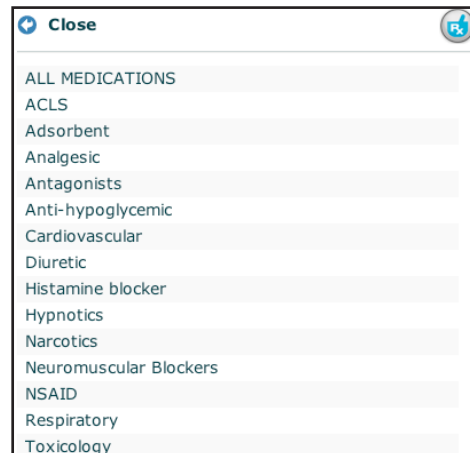 Close
Rx
ALL MEDICATIONS
ACLS
Adsorbent
Analgesic
Antagonists
Anti-hypoglycemic
Cardiovascular
Diuretic
Histamine blocker
Hypnotics
Narcotics
Neuromuscular Blockers
NSAID
Respiratory
Toxicology